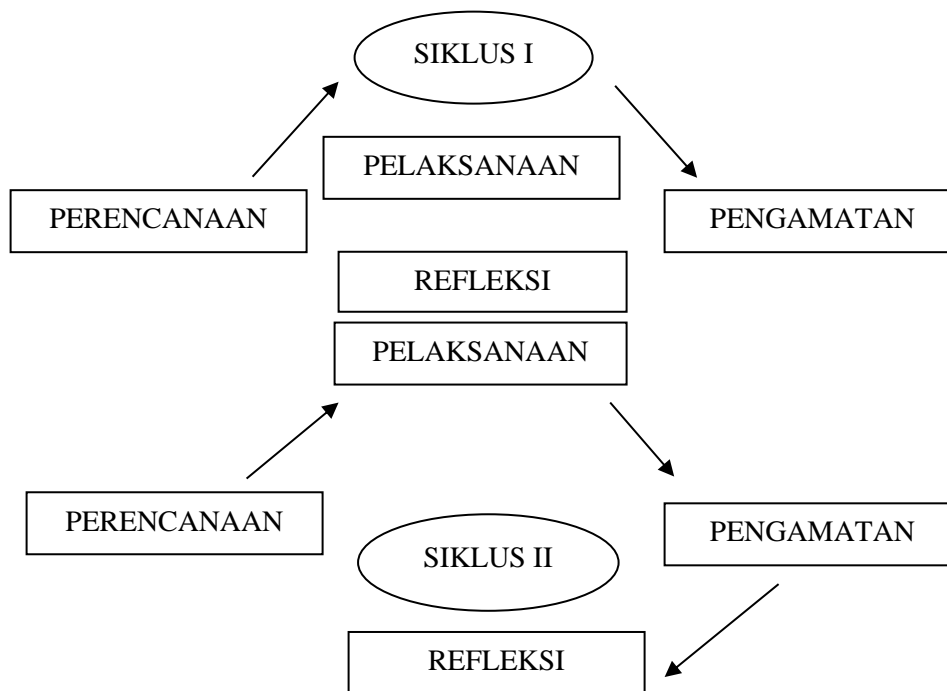 SIKLUS I
PELAKSANAAN
PERENCANAAN
PENGAMATAN
REFLEKSI
PELAKSANAAN
PERENCANAAN
PENGAMATAN
SIKLUS II
REFLEKSI